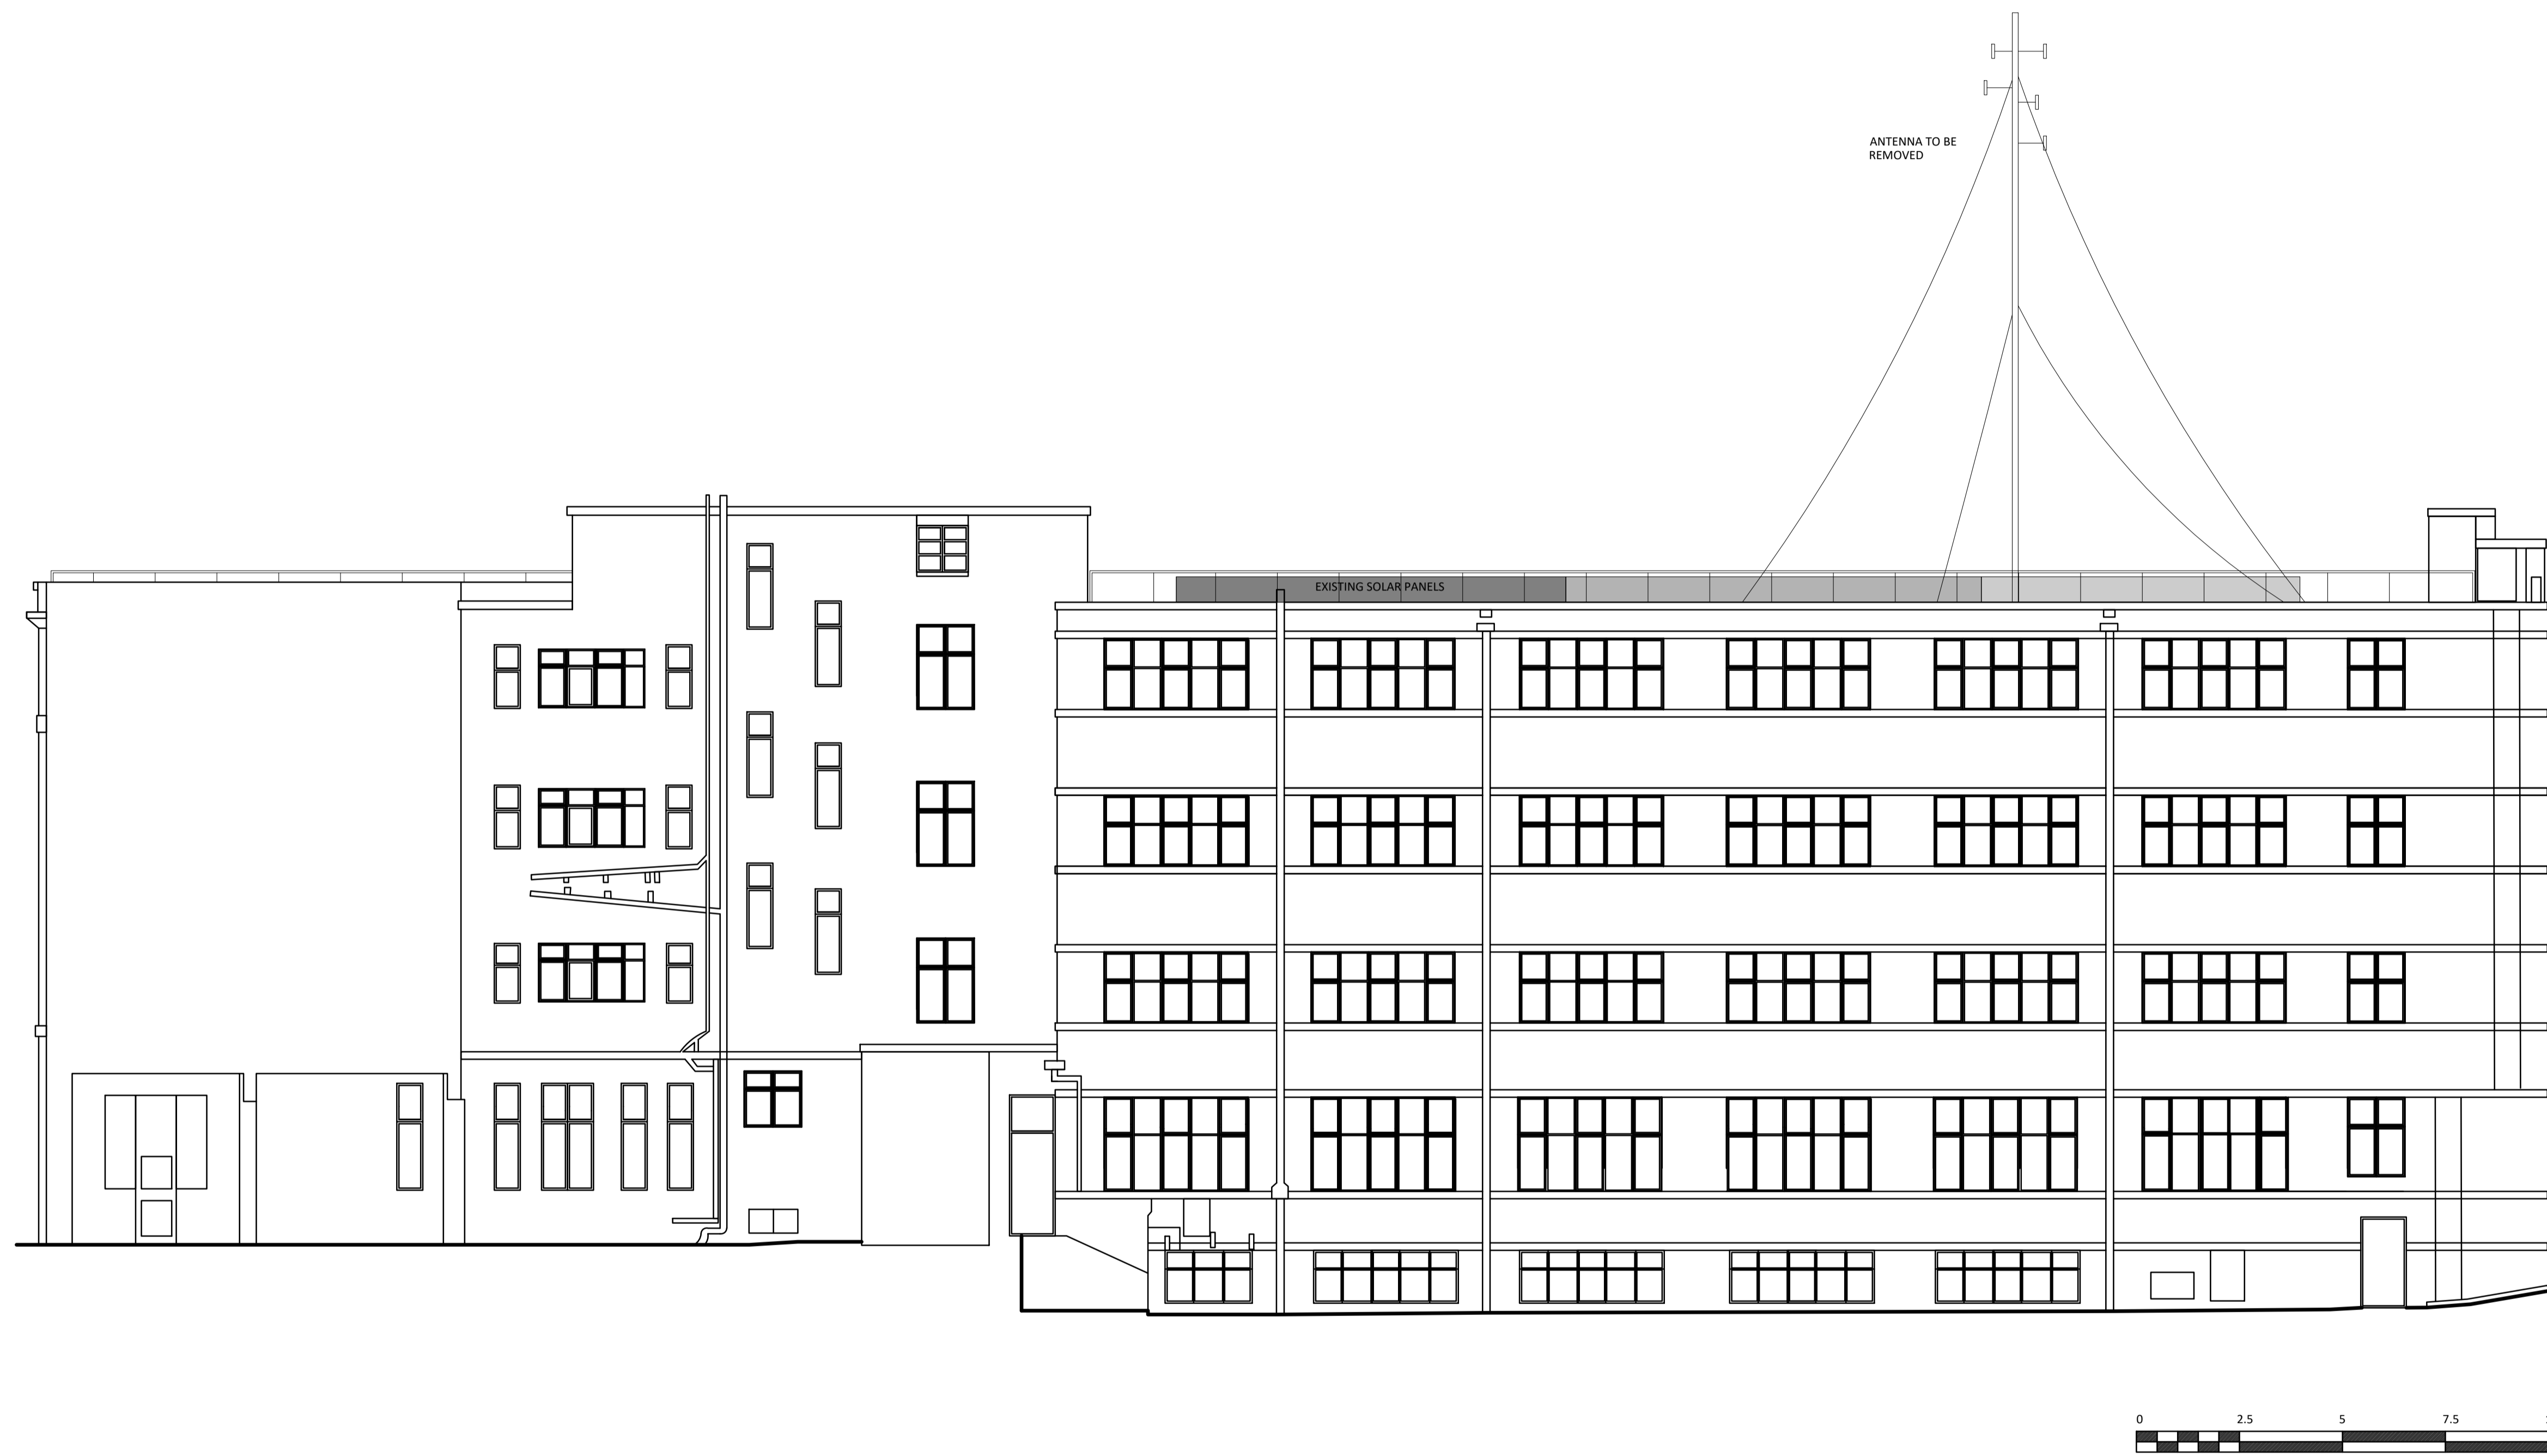 ANTENNA TO BE
REMOVED
EXISTING SOLAR PANELS
0 2.5 5 7.5